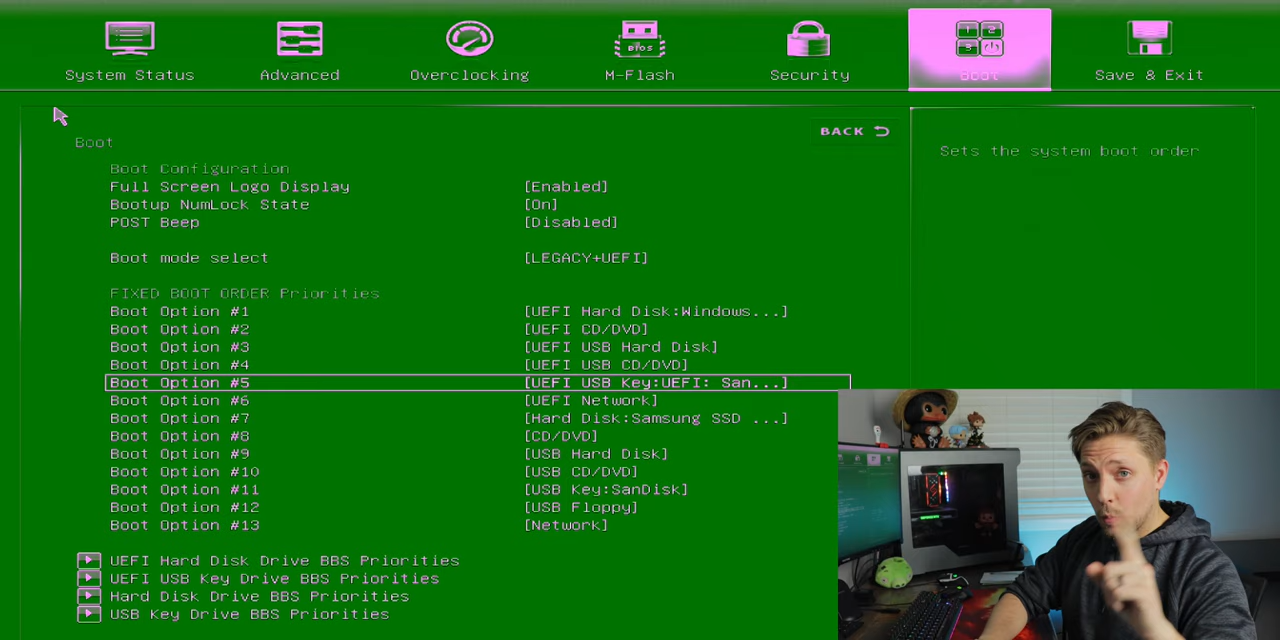 System Status
Advanced
Overclocking
BIOS
M-Flash
Security
1 2
3
Boot
Save & Exit
BACK
Boot
Sets the system boot order
Boot Configuration
Full Screen Logo Display [Enabled]
Bootup NumLock State [On]
POST Beep [Disabled]
Boot mode select [LEGACY+UEFI]
FIXED BOOT ORDER Priorities
Boot Option #1 [UEFI Hard Disk:Windows...]
Boot Option #2 [UEFI CD/DVD]
Boot Option #3 [UEFI USB Hard Disk]
Boot Option #4 [UEFI USB CD/DVD]
Boot Option #5 [UEFI USB Key:UEFI: San...]
Boot Option #6 [UEFI Network]
Boot Option #7 [Hard Disk:Samsung SSD ...]
Boot Option #8 [CD/DVD]
Boot Option #9 [USB Hard Disk]
Boot Option #10 [USB CD/DVD]
Boot Option #11 [USB Key:SanDisk]
Boot Option #12 [USB Floppy]
Boot Option #13 [Network]
UEFI Hard Disk Drive BBS Priorities
UEFI USB Key Drive BBS Priorities
Hard Disk Drive BBS Priorities
USB Key Drive BBS Priorities